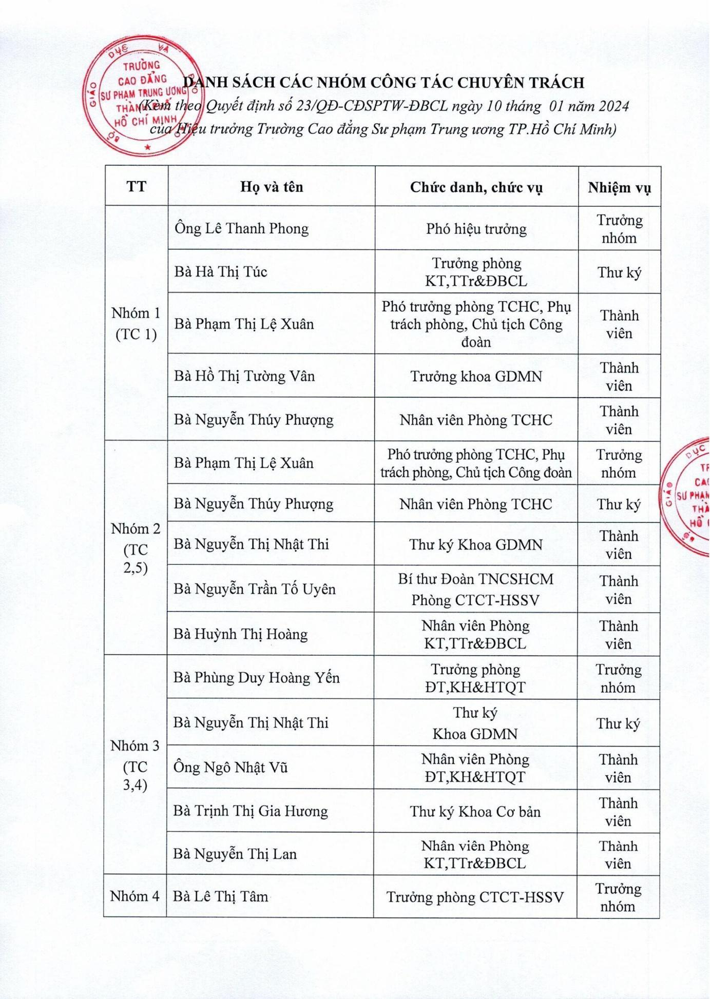 GIÁO DỤC VÀ ĐÀO
TRƯỜNG
CAO ĐẲNG
SƯ PHẠM TRUNG ƯƠNG
THÀNH PHỐ
HỒ CHÍ MINH
BỘ
DANH SÁCH CÁC NHÓM CÔNG TÁC CHUYÊN TRÁCH
(Kèm theo Quyết định số 23/QĐ-CĐSPTW-ĐBCL ngày 10 tháng 01 năm 2024
của Hiệu trưởng Trường Cao đẳng Sư phạm Trung ương TP.Hồ Chí Minh)
TT Họ và tên Chức danh, chức vụ Nhiệm vụ
Nhóm 1
(TC 1)
Ông Lê Thanh Phong
Phó hiệu trưởng
Trưởng
nhóm
Bà Hà Thị Túc
Trưởng phòng
KT,TTr&ĐBCL
Thư ký
Bà Phạm Thị Lệ Xuân
Phó trưởng phòng TCHC, Phụ
trách phòng, Chủ tịch Công
đoàn
Thành
viên
Bà Hồ Thị Tường Vân
Trưởng khoa GDMN
Thành
viên
Bà Nguyễn Thúy Phượng
Nhân viên Phòng TCHC
Thành
viên
Nhóm 2
(TC
2,5)
Bà Phạm Thị Lệ Xuân
Phó trưởng phòng TCHC, Phụ
trách phòng, Chủ tịch Công đoàn
Trưởng
nhóm
Bà Nguyễn Thúy Phượng
Nhân viên Phòng TCHC
Thư ký
Bà Nguyễn Thị Nhật Thi
Thư ký Khoa GDMN
Thành
viên
Bà Nguyễn Trần Tố Uyên
Bí thư Đoàn TNCSHCM
Phòng CTCT-HSSV
Thành
viên
Bà Huỳnh Thị Hoàng
Nhân viên Phòng
KT,TTr&ĐBCL
Thành
viên
Nhóm 3
(TC
3,4)
Bà Phùng Duy Hoàng Yến
Trưởng phòng
ĐT,KH&HTQT
Trưởng
nhóm
Bà Nguyễn Thị Nhật Thi
Thư ký
Khoa GDMN
Thư ký
Ông Ngô Nhật Vũ
Nhân viên Phòng
ĐT,KH&HTQT
Thành
viên
Bà Trịnh Thị Gia Hương
Thư ký Khoa Cơ bản
Thành
viên
Bà Nguyễn Thị Lan
Nhân viên Phòng
KT,TTr&ĐBCL
Thành
viên
Nhóm 4
Bà Lê Thị Tâm
Trưởng phòng CTCT-HSSV
Trưởng
nhóm
GIÁO DỤC
TR
CAO
SƯ PHẠM
THÀ
HỒ C
BỘ